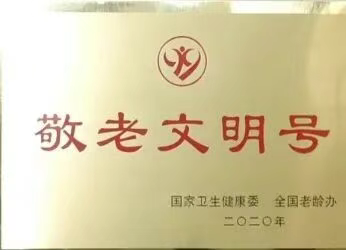 敬老文明号
国家卫生健康委 全国老龄办
二〇二〇年